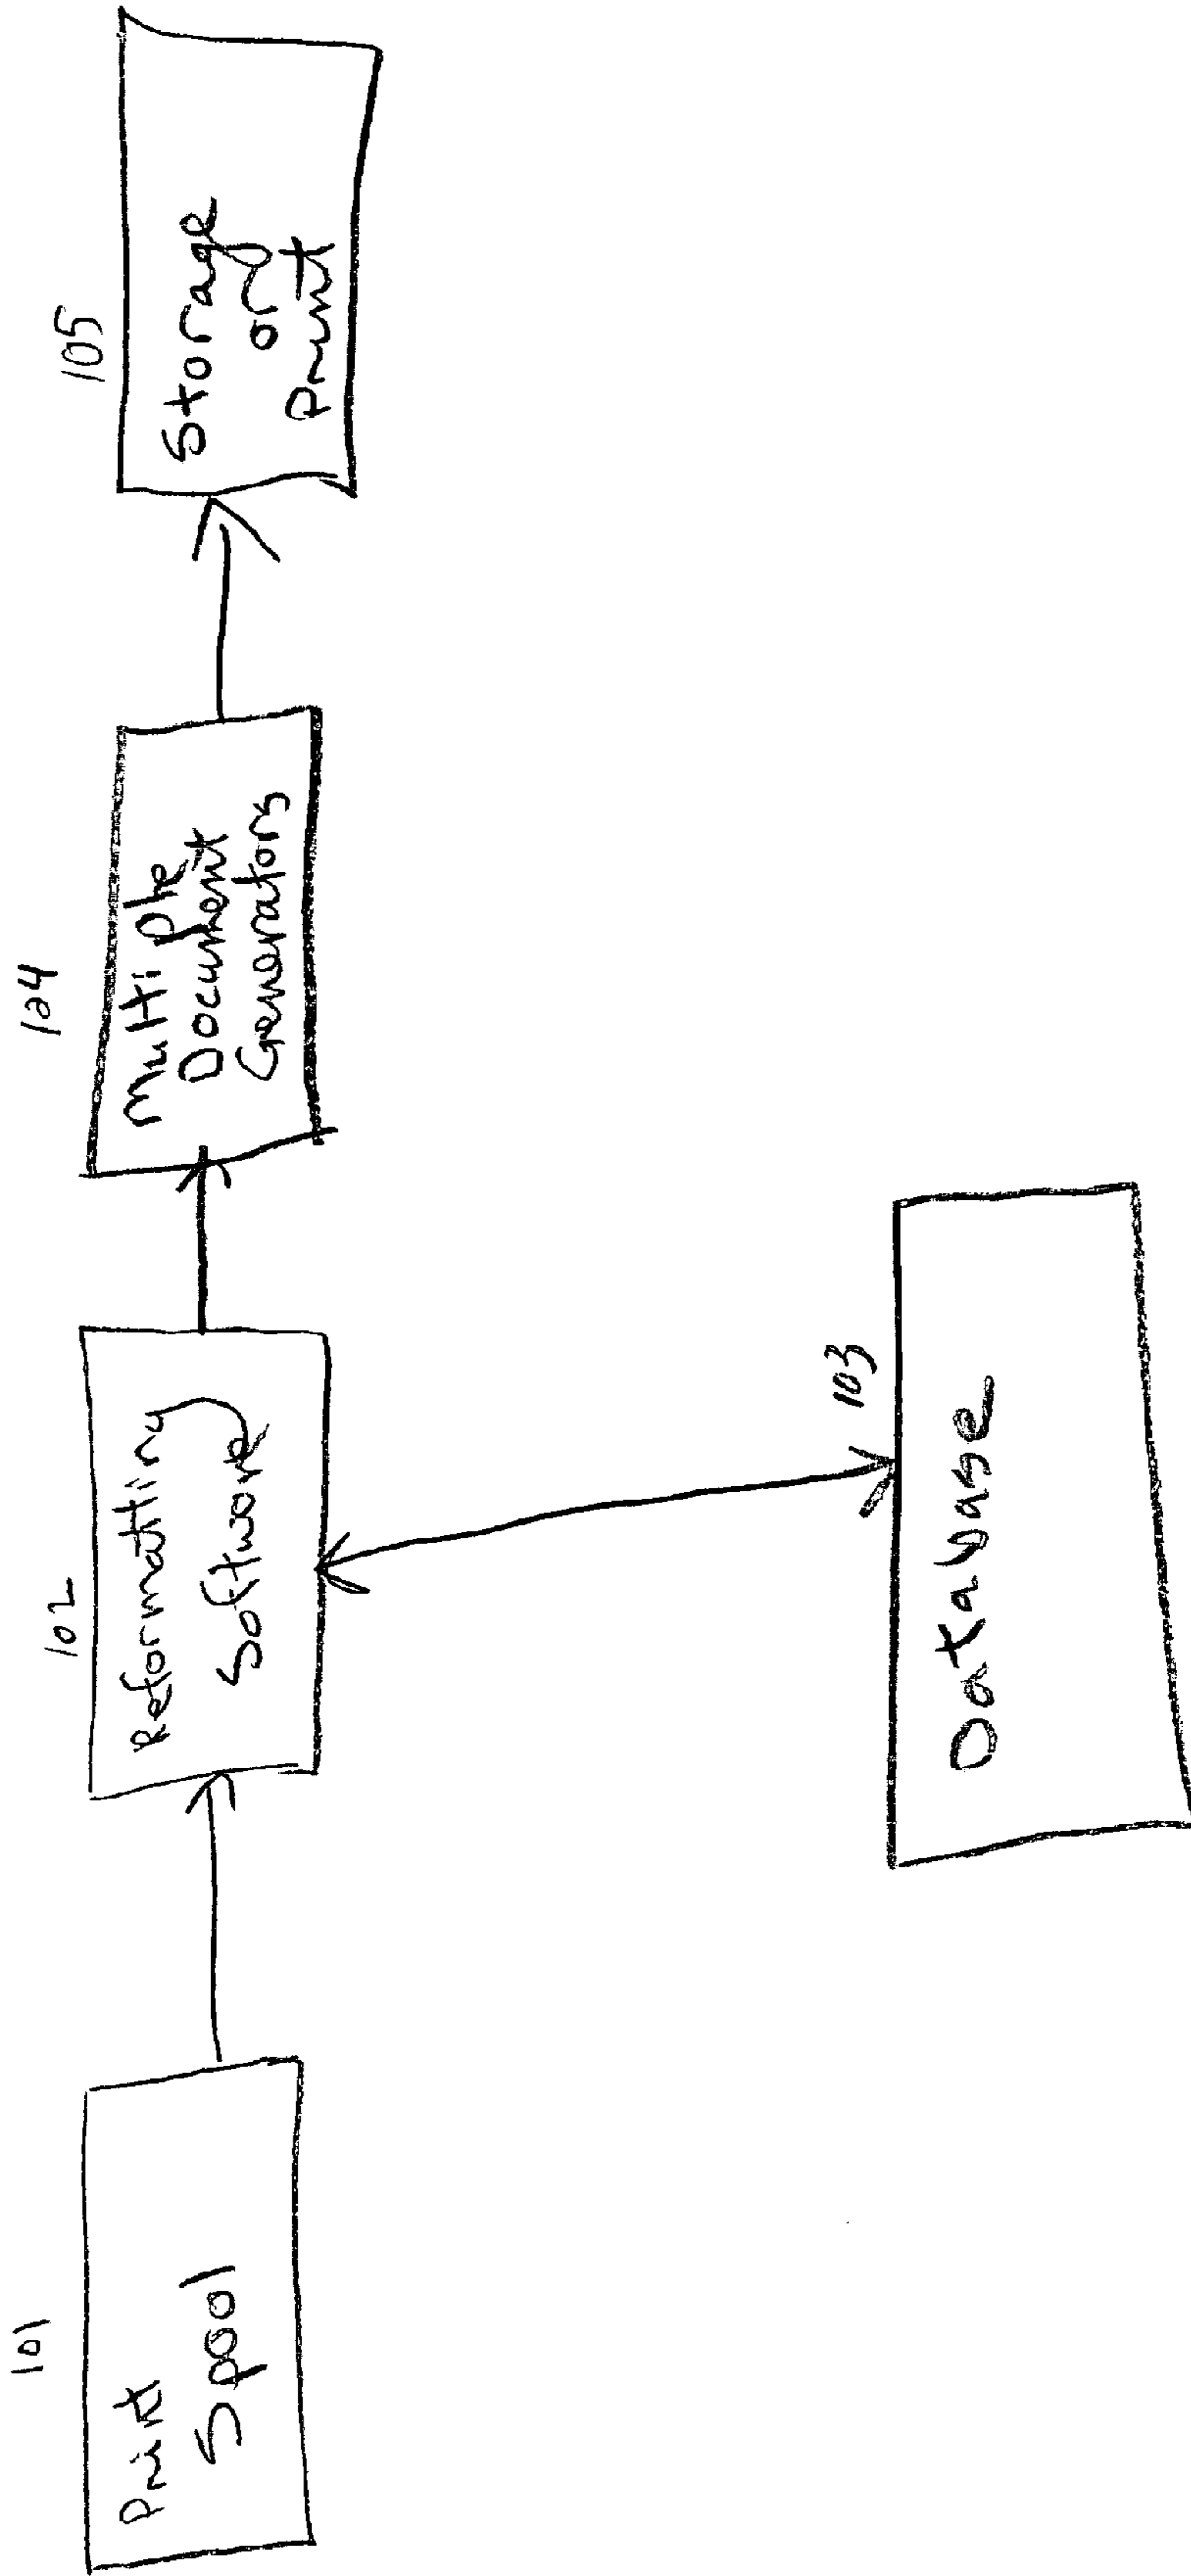 101
Print
Spool
102
Reformatting
Software
103
Database
104
Multiple
Document
Generators
105
Storage
or
Print